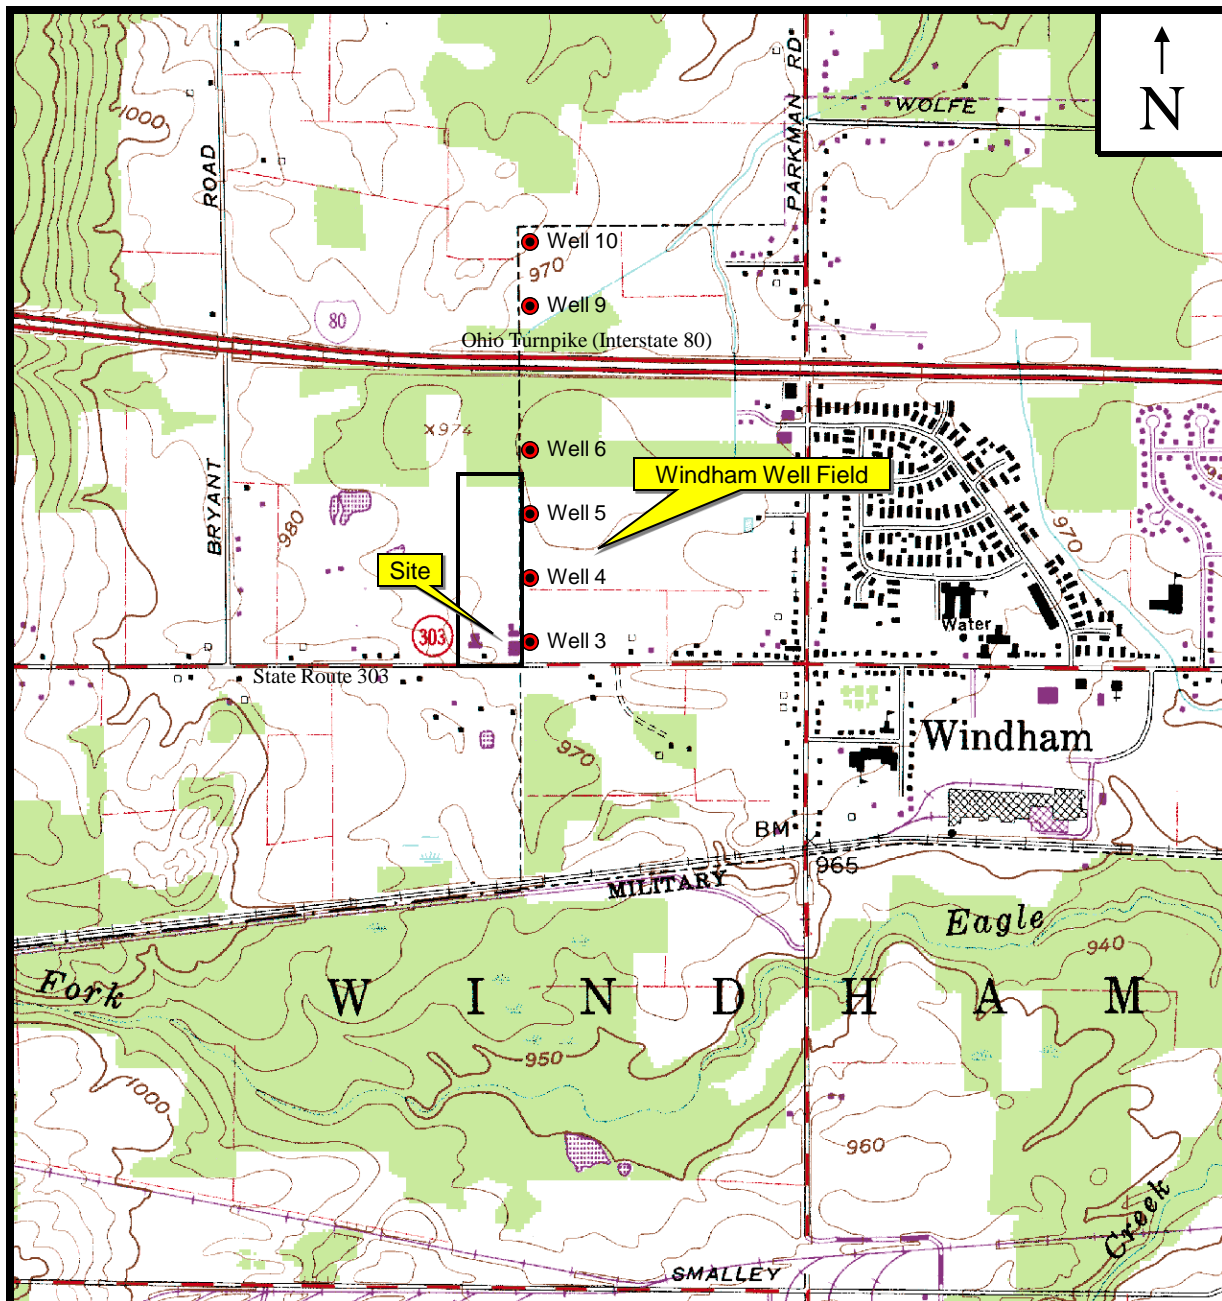 N
PARKMAN RD
WOLFE
1000
ROAD
Well 10
970
Well 9
80
Ohio Turnpike (Interstate 80)
×974
Well 6
Windham Well Field
BRYANT
980
Well 5
970
Site
Well 4
Water
303
Well 3
State Route 303
Windham
970
BM
965
MILITARY
Eagle
940
Fork
W I N D H A M
950
1000
960
Creek
SMALLEY